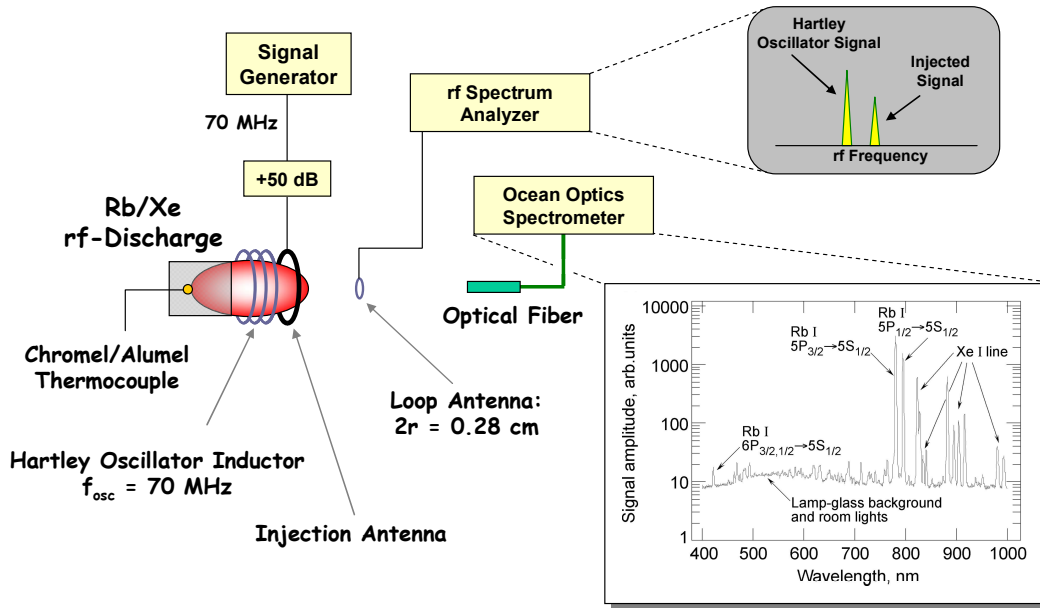 Signal
Generator
70 MHz
+50 dB
rf Spectrum
Analyzer
Hartley
Oscillator Signal
Injected
Signal
rf Frequency
Ocean Optics
Spectrometer
Rb/Xe
rf-Discharge
Optical Fiber
Chromel/Alumel
Thermocouple
Loop Antenna:
2r = 0.28 cm
Hartley Oscillator Inductor
f_osc = 70 MHz
Injection Antenna
Signal amplitude, arb.units
10000
1000
100
10
1
Rb I
5P3/2→5S1/2
Rb I
5P1/2→5S1/2
Xe I line
Rb I
6P3/2,1/2→5S1/2
Lamp-glass background
and room lights
400 500 600 700 800 900 1000
Wavelength, nm